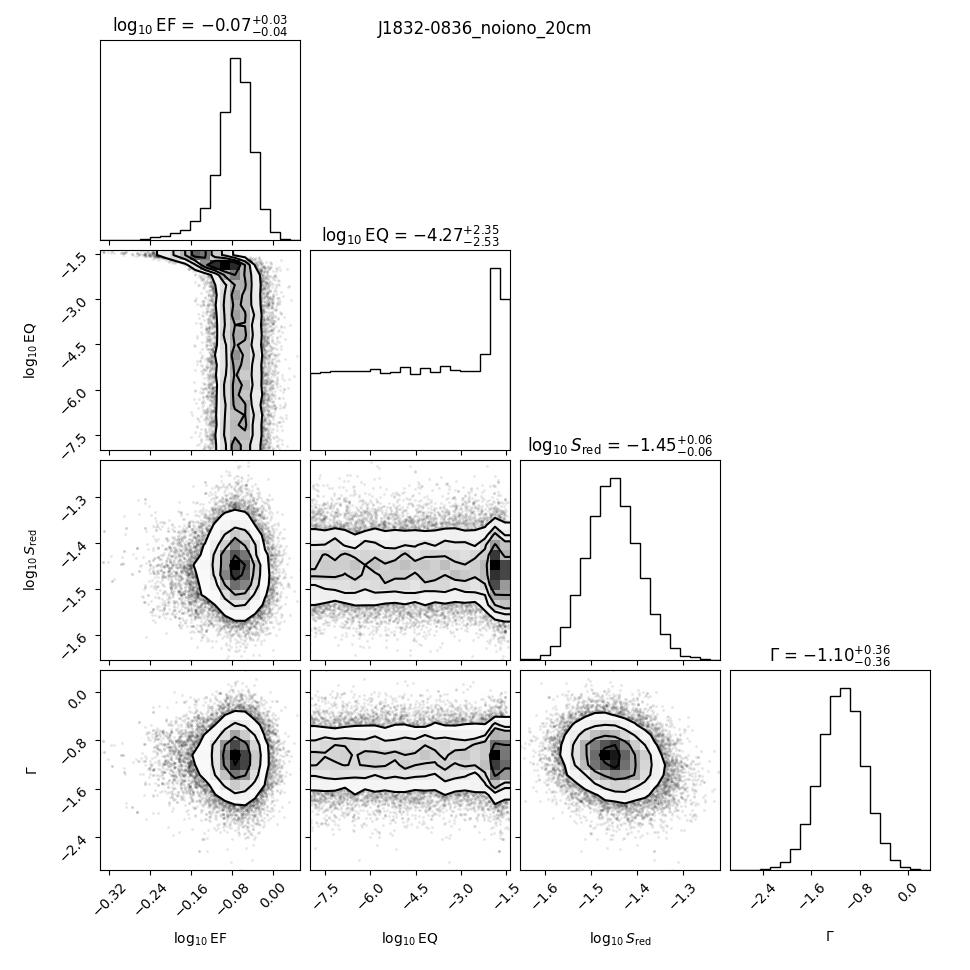 log₁₀ EF = −0.07⁺⁰·⁰³₋₀.₀₄
J1832-0836_noiono_20cm
log₁₀ EQ = −4.27⁺²·³⁵₋₂.₅₃
−1.5
−3.0
−4.5
−6.0
−7.5
log₁₀ EQ
log₁₀ S_red = −1.45⁺⁰·⁰⁶₋₀.₀₆
−1.3
−1.4
−1.5
−1.6
log₁₀ S_red
Γ = −1.10⁺⁰·³⁶₋₀.₃₆
0.0
−0.8
−1.6
−2.4
Γ
−0.32 −0.24 −0.16 −0.08 0.00 −7.5 −6.0 −4.5 −3.0 −1.5 −1.6 −1.5 −1.4 −1.3 −2.4 −1.6 −0.8 0.0
log₁₀ EF log₁₀ EQ log₁₀ S_red Γ